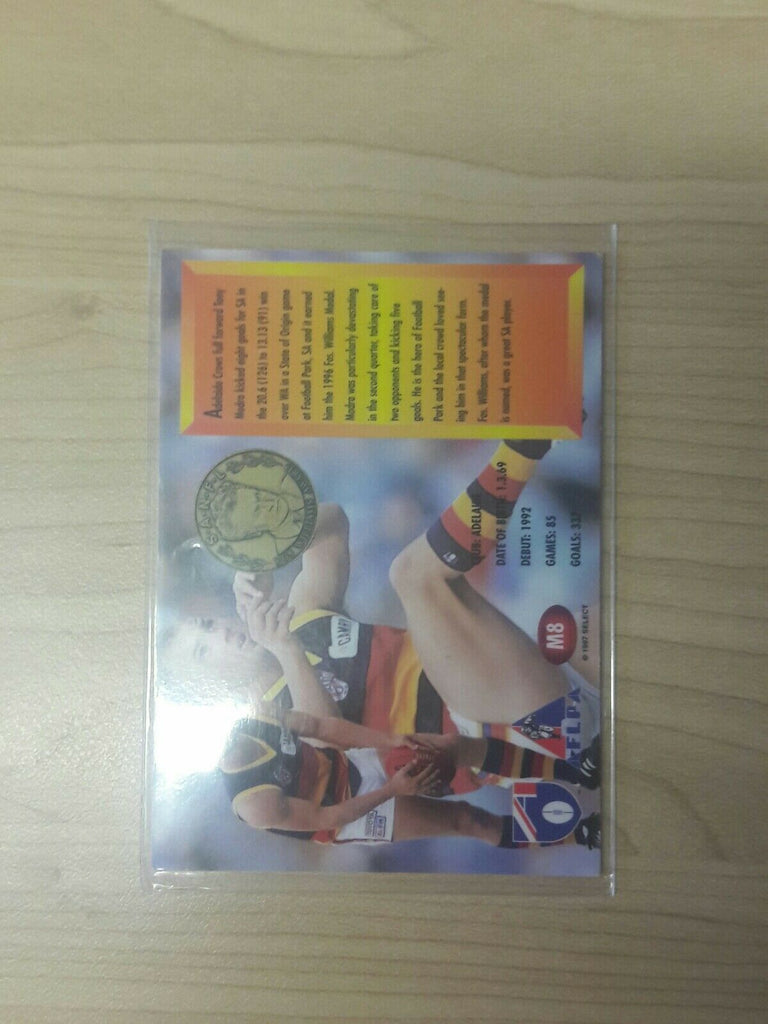 Adelaide Crows full forward Tony
Modra kicked eight goals for SA in
the 20.6 (126) to 13.13 (91) win
over WA in a State of Origin game
at Football Park, SA and it earned
him the 1996 Fos. Williams Medal.
Modra was particularly devastating
in the second quarter, taking care of
two opponents and kicking five
goals. He is the hero of Football
Park and the local crowd loved see-
ing him in that spectacular form.
Fos. Williams, after whom the medal
is named, was a great SA player.
S.A.N.F.L.
DATE OF 1.3.69
DEBUT: 1992
GAMES: 85
GOALS:
M8
© 1997 SELECT
CAMRY